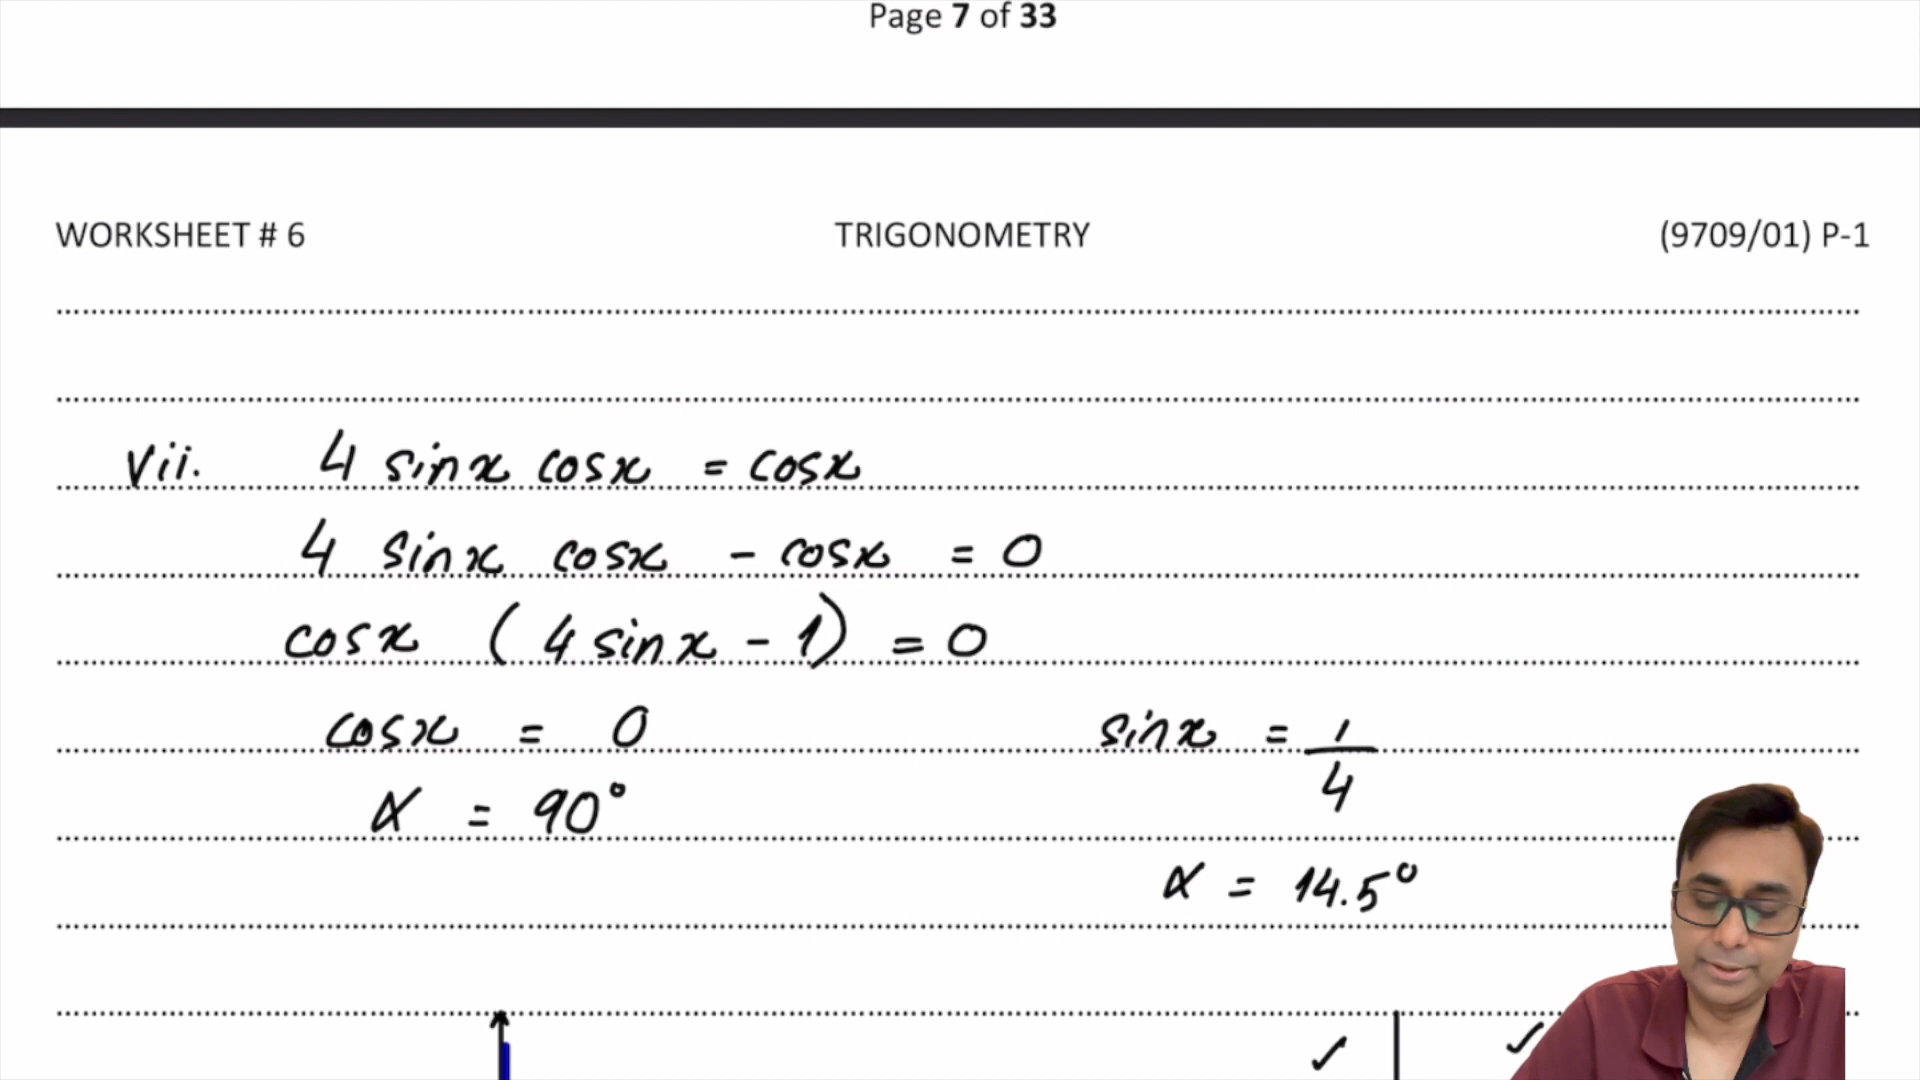 Page 7 of 33
WORKSHEET # 6 TRIGONOMETRY (9709/01) P-1
vii. 4 sinx cosx = cosx
4 sinx cosx - cosx = 0
cosx (4 sinx - 1) = 0
cosx = 0 sinx = 1/4
α = 90° α = 14.5°